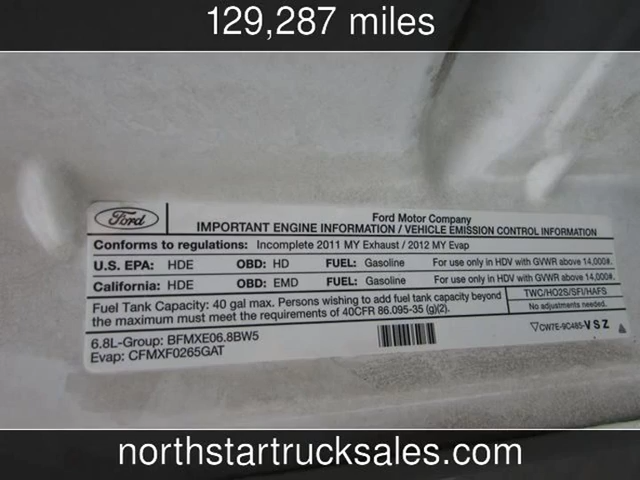 129,287 miles
Ford
Ford Motor Company
IMPORTANT ENGINE INFORMATION / VEHICLE EMISSION CONTROL INFORMATION
Conforms to regulations: Incomplete 2011 MY Exhaust / 2012 MY Evap
U.S. EPA: HDE OBD: HD FUEL: Gasoline For use only in HDV with GVWR above 14,000#.
California: HDE OBD: EMD FUEL: Gasoline For use only in HDV with GVWR above 14,000#.
Fuel Tank Capacity: 40 gal max. Persons wishing to add fuel tank capacity beyond
the maximum must meet the requirements of 40CFR 86.095-35 (g)(2).
TWC/HO2S/SFI/HAFS
No adjustments needed.
6.8L-Group: BFMXE06.8BW5
Evap: CFMXF0265GAT
CW7E-9C485-VSZ
northstartrucksales.com